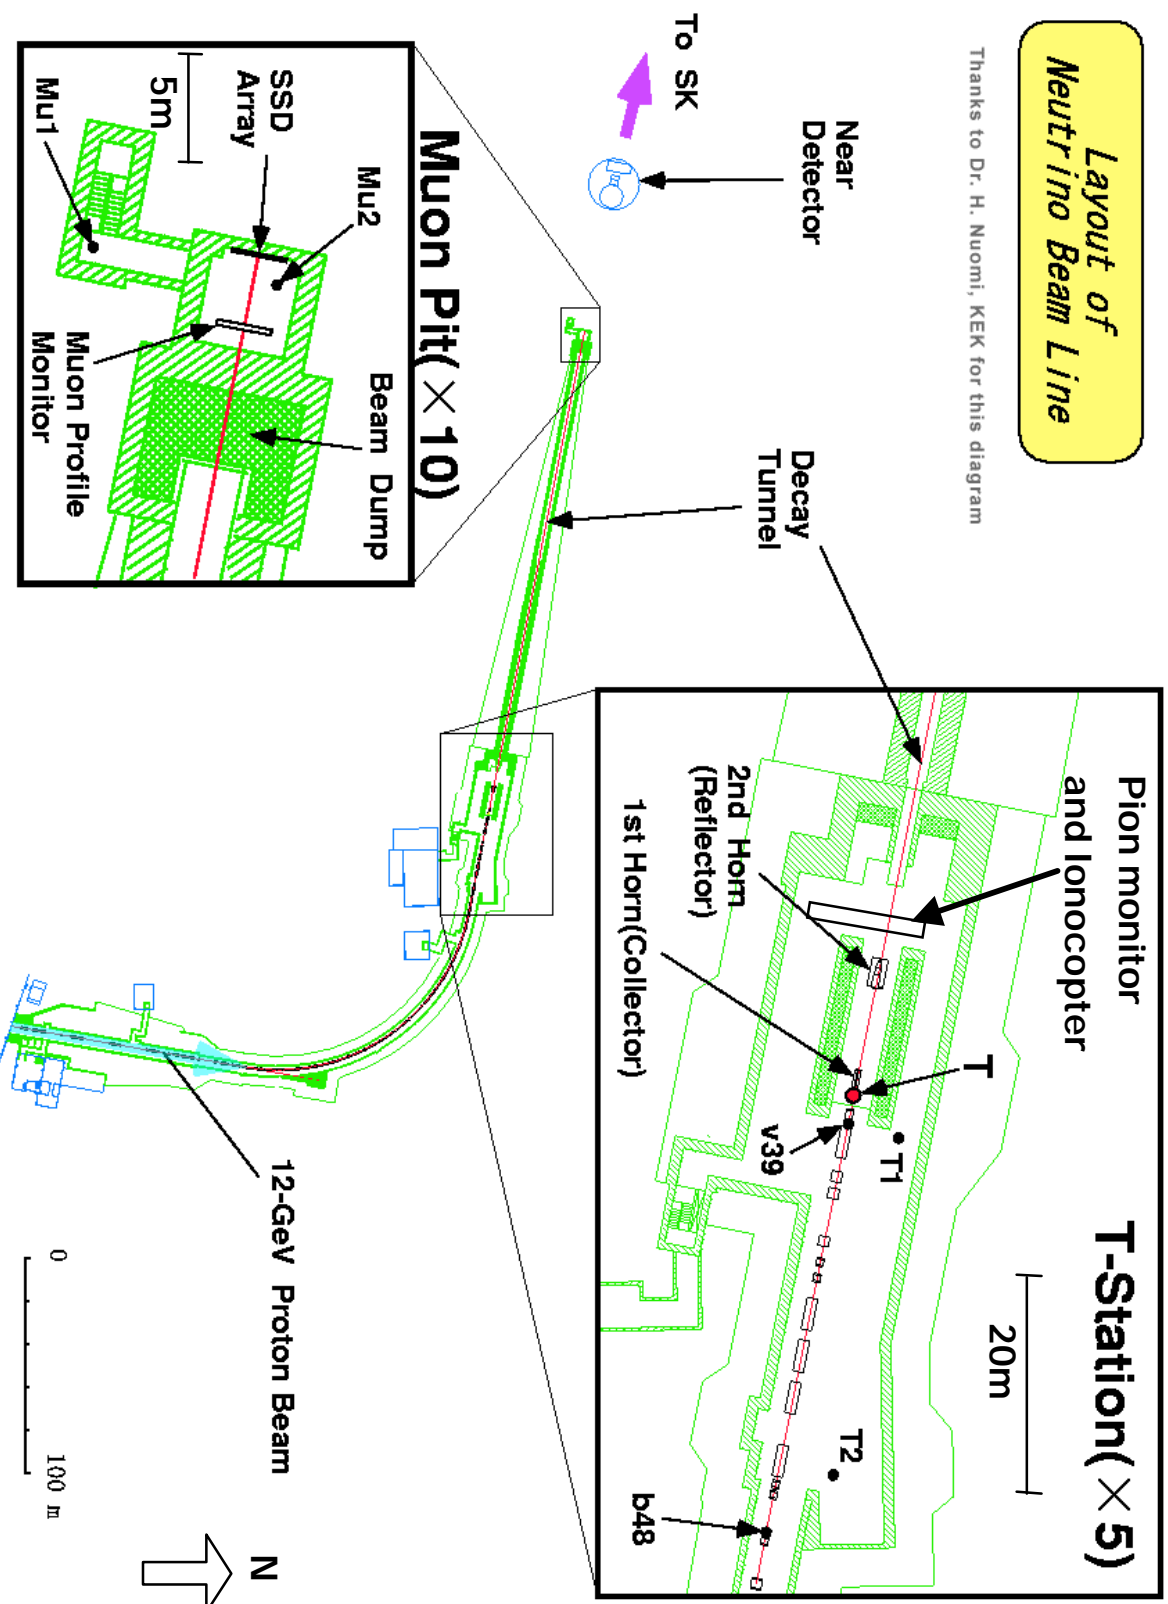 Layout of
Neutrino Beam Line
Thanks to Dr. H. Nuomi, KEK for this diagram
To SK
Near
Detector
Decay
Tunnel
Muon Pit(×10)
SSD
Array
5m
Mu1
Mu2
Muon Profile
Monitor
Beam Dump
T-Station(×5)
Pion monitor
and Ionocopter
2nd Horn
(Reflector)
1st Horn(Collector)
T
T1
v39
20m
T2
b48
12-GeV Proton Beam
0
100 m
N